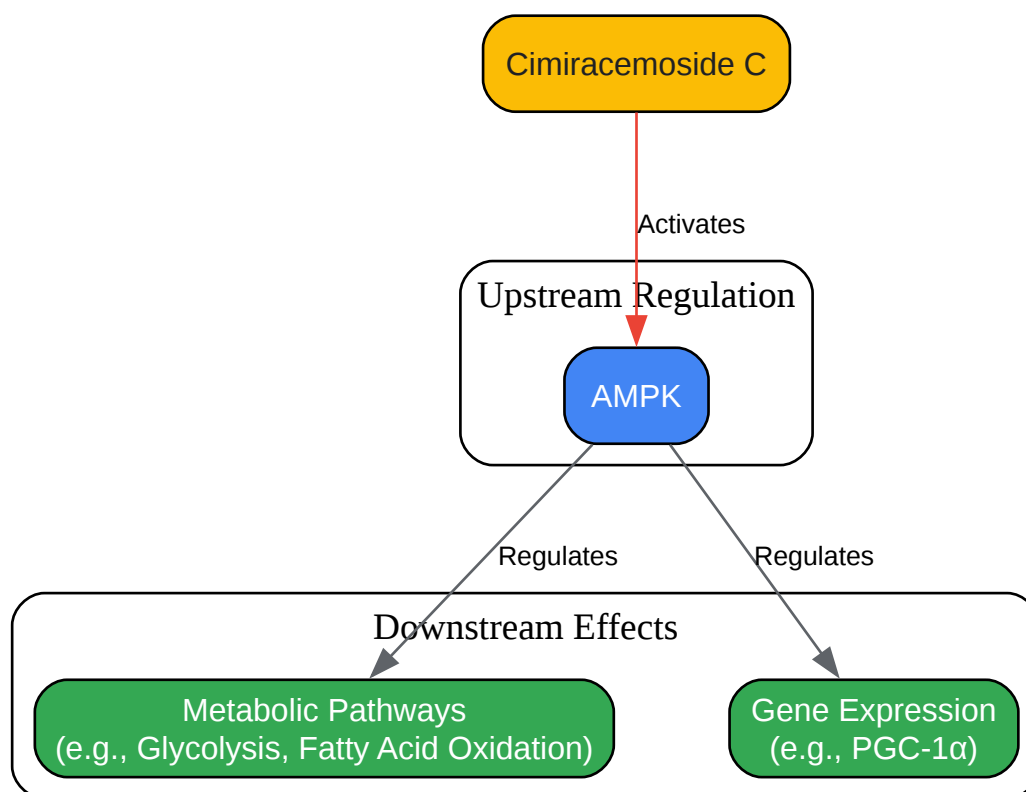 Cimiracemoside C
Activates
Upstream Regulation
AMPK
Regulates
Regulates
Downstream Effects
Metabolic Pathways
(e.g., Glycolysis, Fatty Acid Oxidation)
Gene Expression
(e.g., PGC-1α)